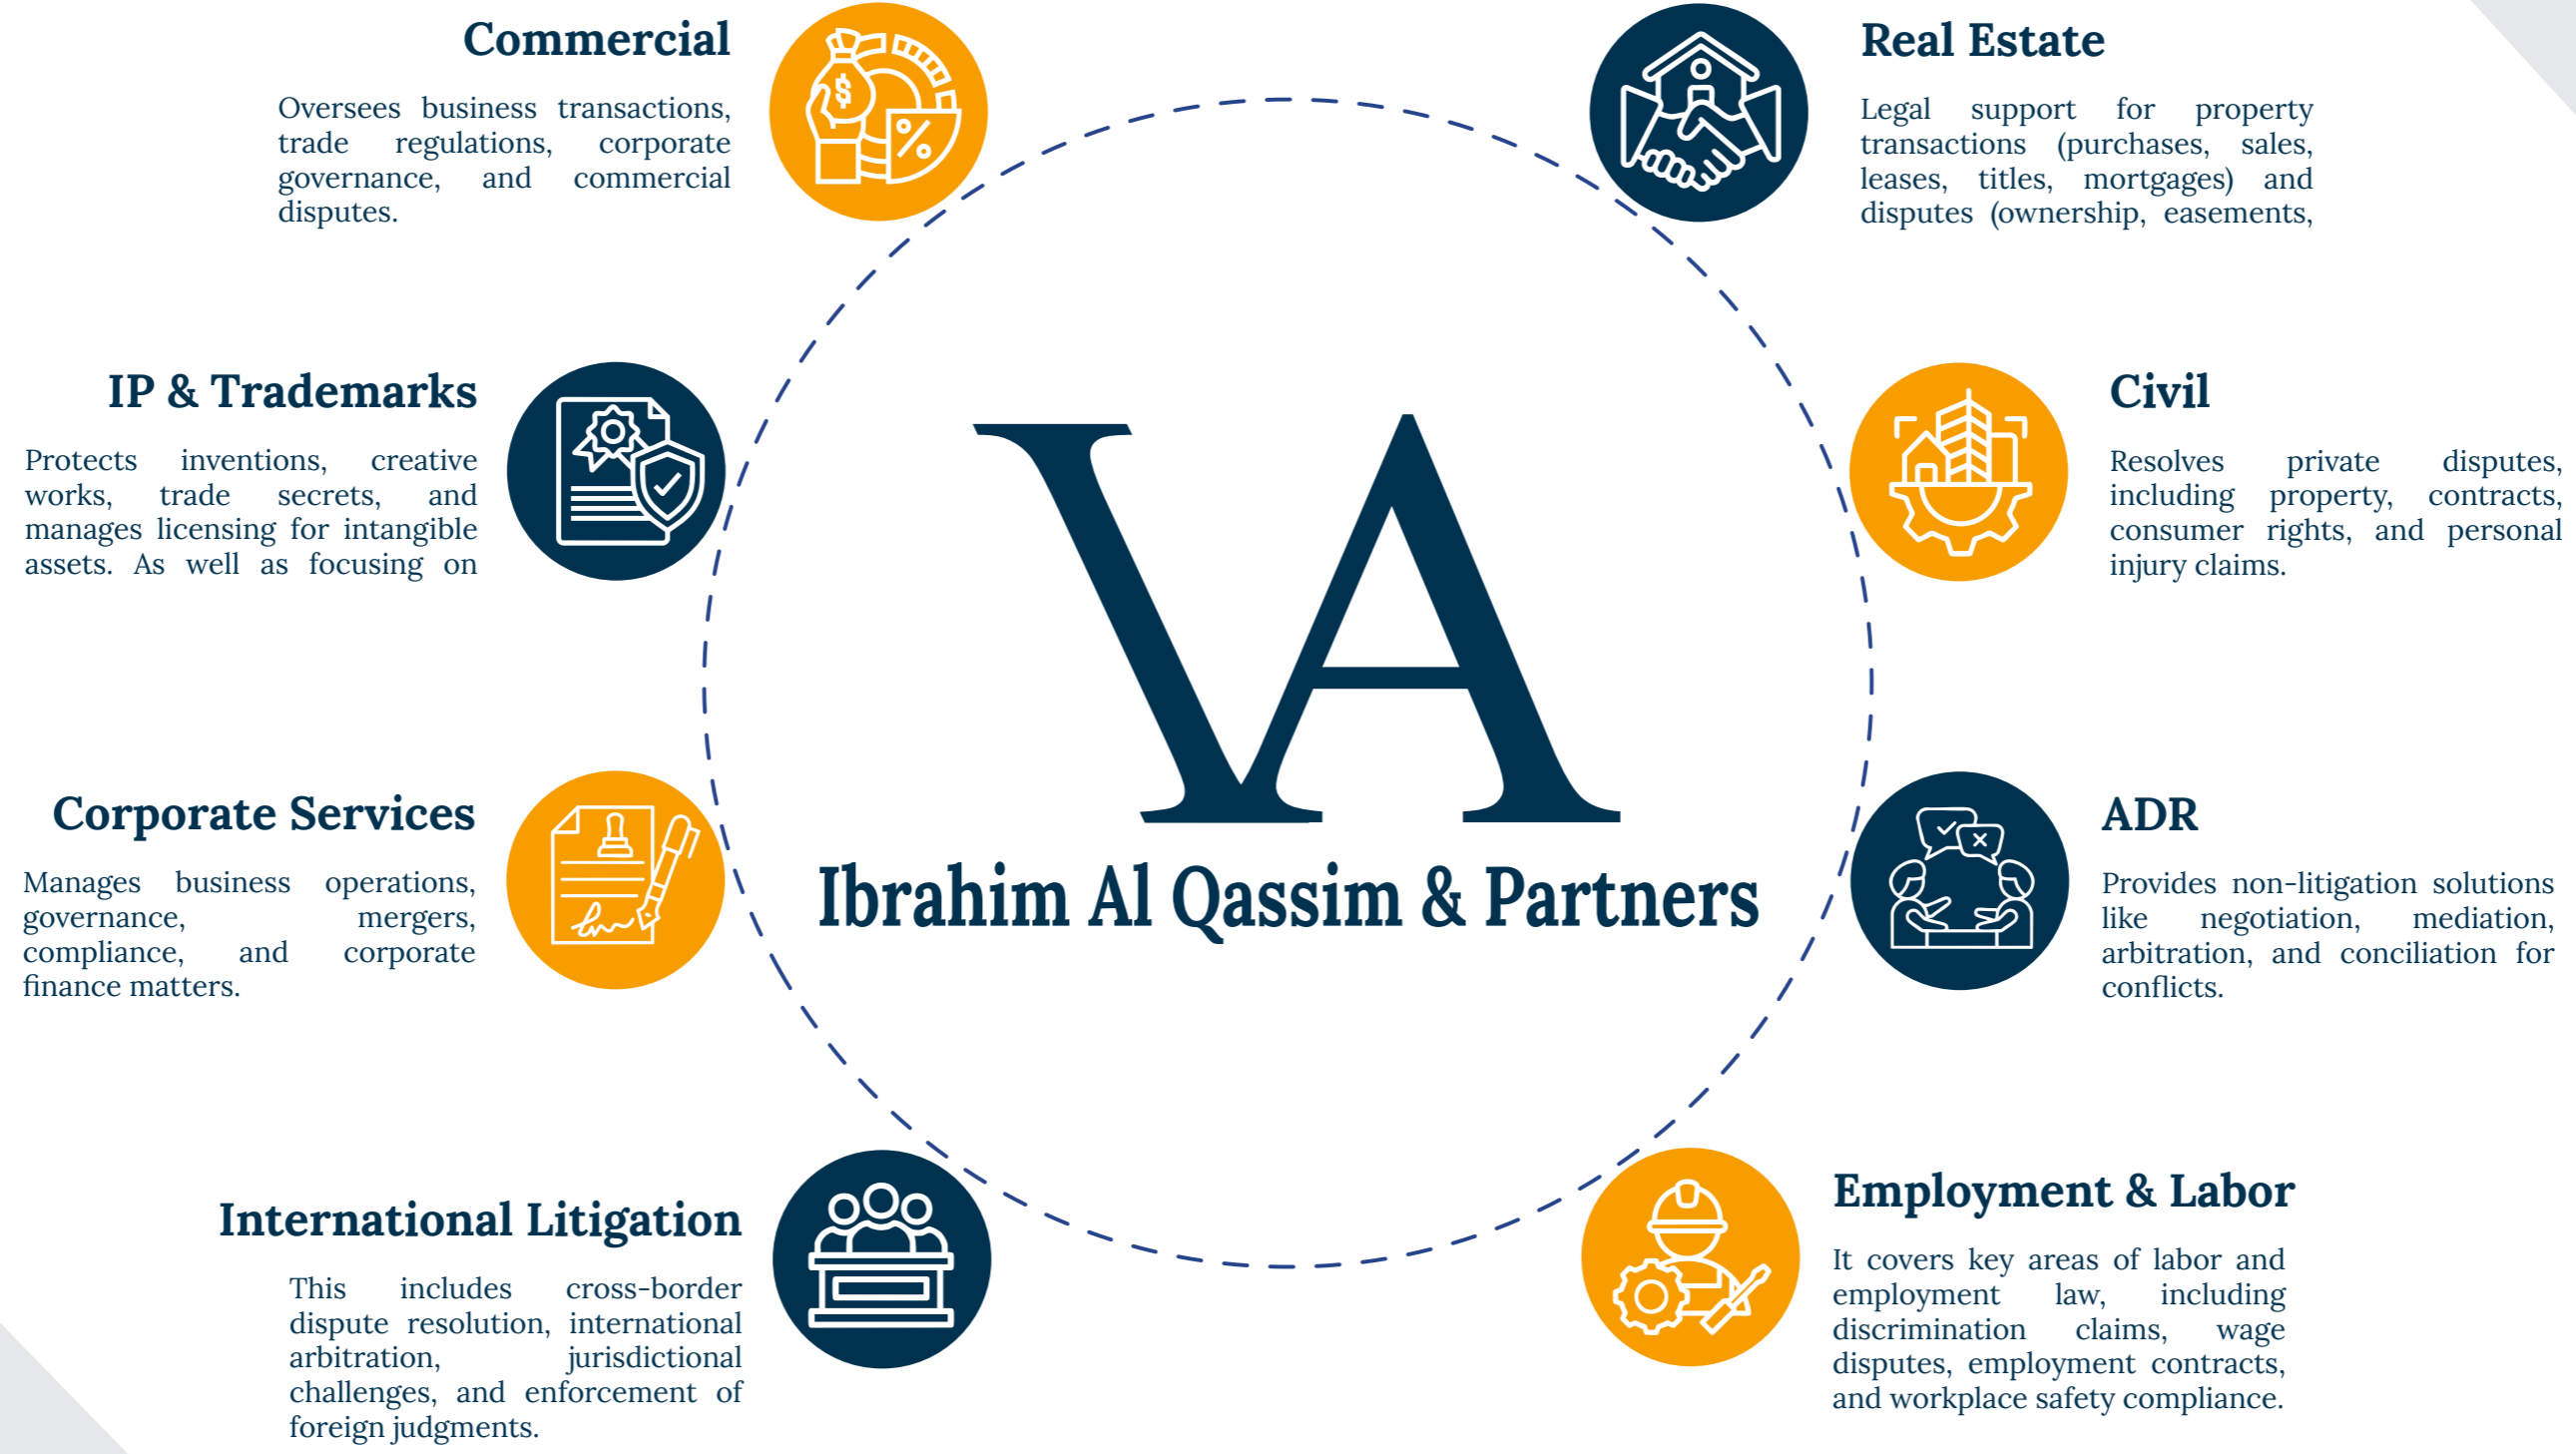 Commercial
Oversees business transactions,
trade regulations, corporate
governance, and commercial
disputes.
Real Estate
Legal support for property
transactions (purchases, sales,
leases, titles, mortgages) and
disputes (ownership, easements,
IP & Trademarks
Protects inventions, creative
works, trade secrets, and
manages licensing for intangible
assets. As well as focusing on
Civil
Resolves private disputes,
including property, contracts,
consumer rights, and personal
injury claims.
VA
Ibrahim Al Qassim & Partners
Corporate Services
Manages business operations,
governance, mergers,
compliance, and corporate
finance matters.
ADR
Provides non-litigation solutions
like negotiation, mediation,
arbitration, and conciliation for
conflicts.
International Litigation
This includes cross-border
dispute resolution, international
arbitration, jurisdictional
challenges, and enforcement of
foreign judgments.
Employment & Labor
It covers key areas of labor and
employment law, including
discrimination claims, wage
disputes, employment contracts,
and workplace safety compliance.